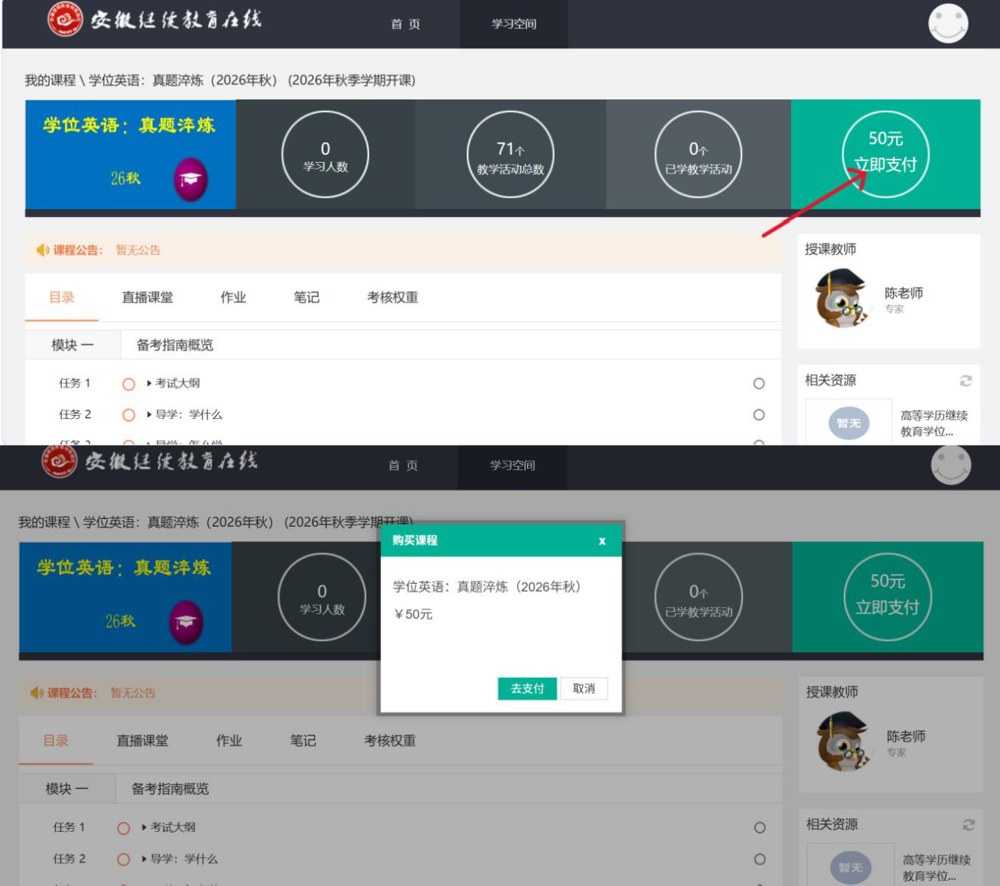 安徽继续教育在线
首 页
学习空间
我的课程 \ 学位英语：真题淬炼（2026年秋） (2026年秋季学期开课)
学位英语：真题淬炼
26秋
0
学习人数
71个
教学活动总数
0个
已学教学活动
50元
立即支付
课程公告： 暂无公告
授课教师
陈老师
专家
目录 直播课堂 作业 笔记 考核权重
模块 一 备考指南概览
任务 1 考试大纲
任务 2 导学：学什么
相关资源
暂无
高等学历继续
教育学位...
安徽继续教育在线
首 页
学习空间
我的课程 \ 学位英语：真题淬炼（2026年秋） (2026年秋季学期开课)
学位英语：真题淬炼
26秋
0
学习人数
购买课程 x
学位英语：真题淬炼（2026年秋）
￥50元
去支付 取消
0个
已学教学活动
50元
立即支付
课程公告： 暂无公告
授课教师
陈老师
专家
目录 直播课堂 作业 笔记 考核权重
模块 一 备考指南概览
任务 1 考试大纲
任务 2 导学：学什么
相关资源
暂无
高等学历继续
教育学位...